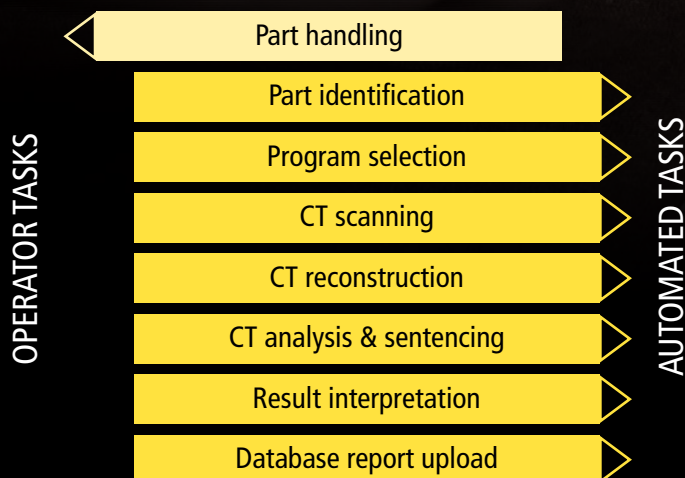 Part handling
Part identification
Program selection
CT scanning
CT reconstruction
CT analysis & sentencing
Result interpretation
Database report upload
OPERATOR TASKS
AUTOMATED TASKS